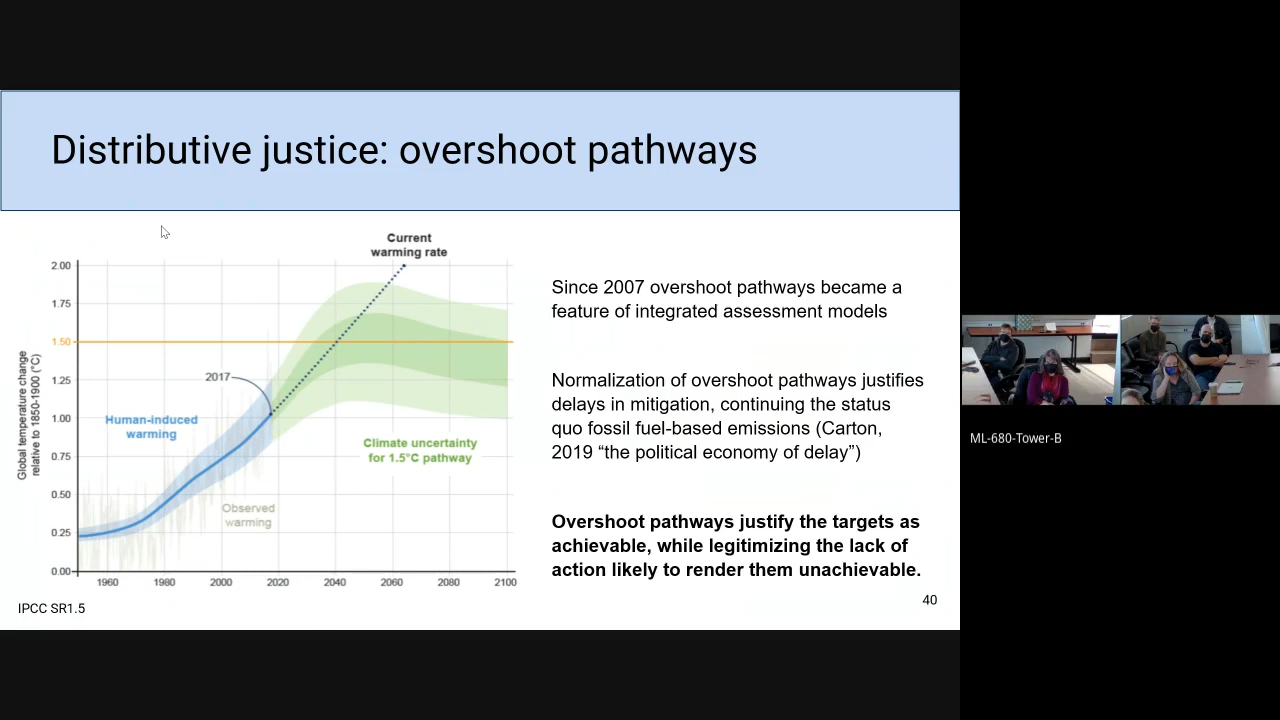 Distributive justice: overshoot pathways
Current
warming rate
2.00
1.75
1.50
1.25
1.00
0.75
0.50
0.25
0.00
Global temperature change
relative to 1850-1900 (°C)
2017
Human-induced
warming
Climate uncertainty
for 1.5°C pathway
Observed
warming
1960 1980 2000 2020 2040 2060 2080 2100
IPCC SR1.5
Since 2007 overshoot pathways became a
feature of integrated assessment models
Normalization of overshoot pathways justifies
delays in mitigation, continuing the status
quo fossil fuel-based emissions (Carton,
2019 “the political economy of delay”)
Overshoot pathways justify the targets as
achievable, while legitimizing the lack of
action likely to render them unachievable.
40
ML-680-Tower-B